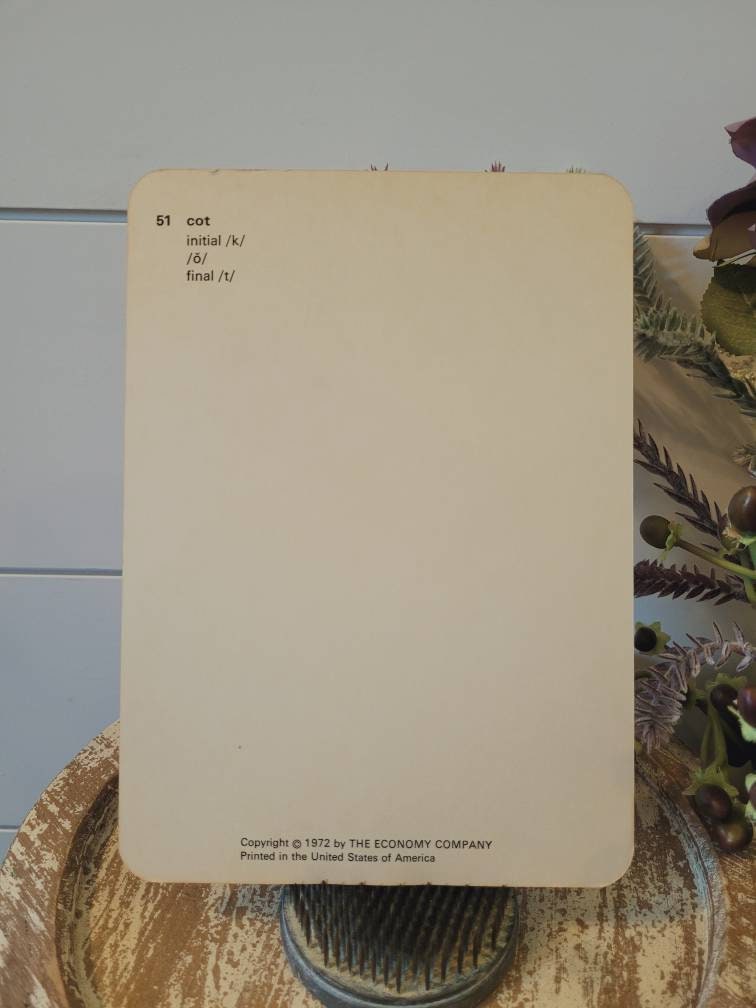 51 cot
initial /k/
/ŏ/
final /t/
Copyright © 1972 by THE ECONOMY COMPANY
Printed in the United States of America